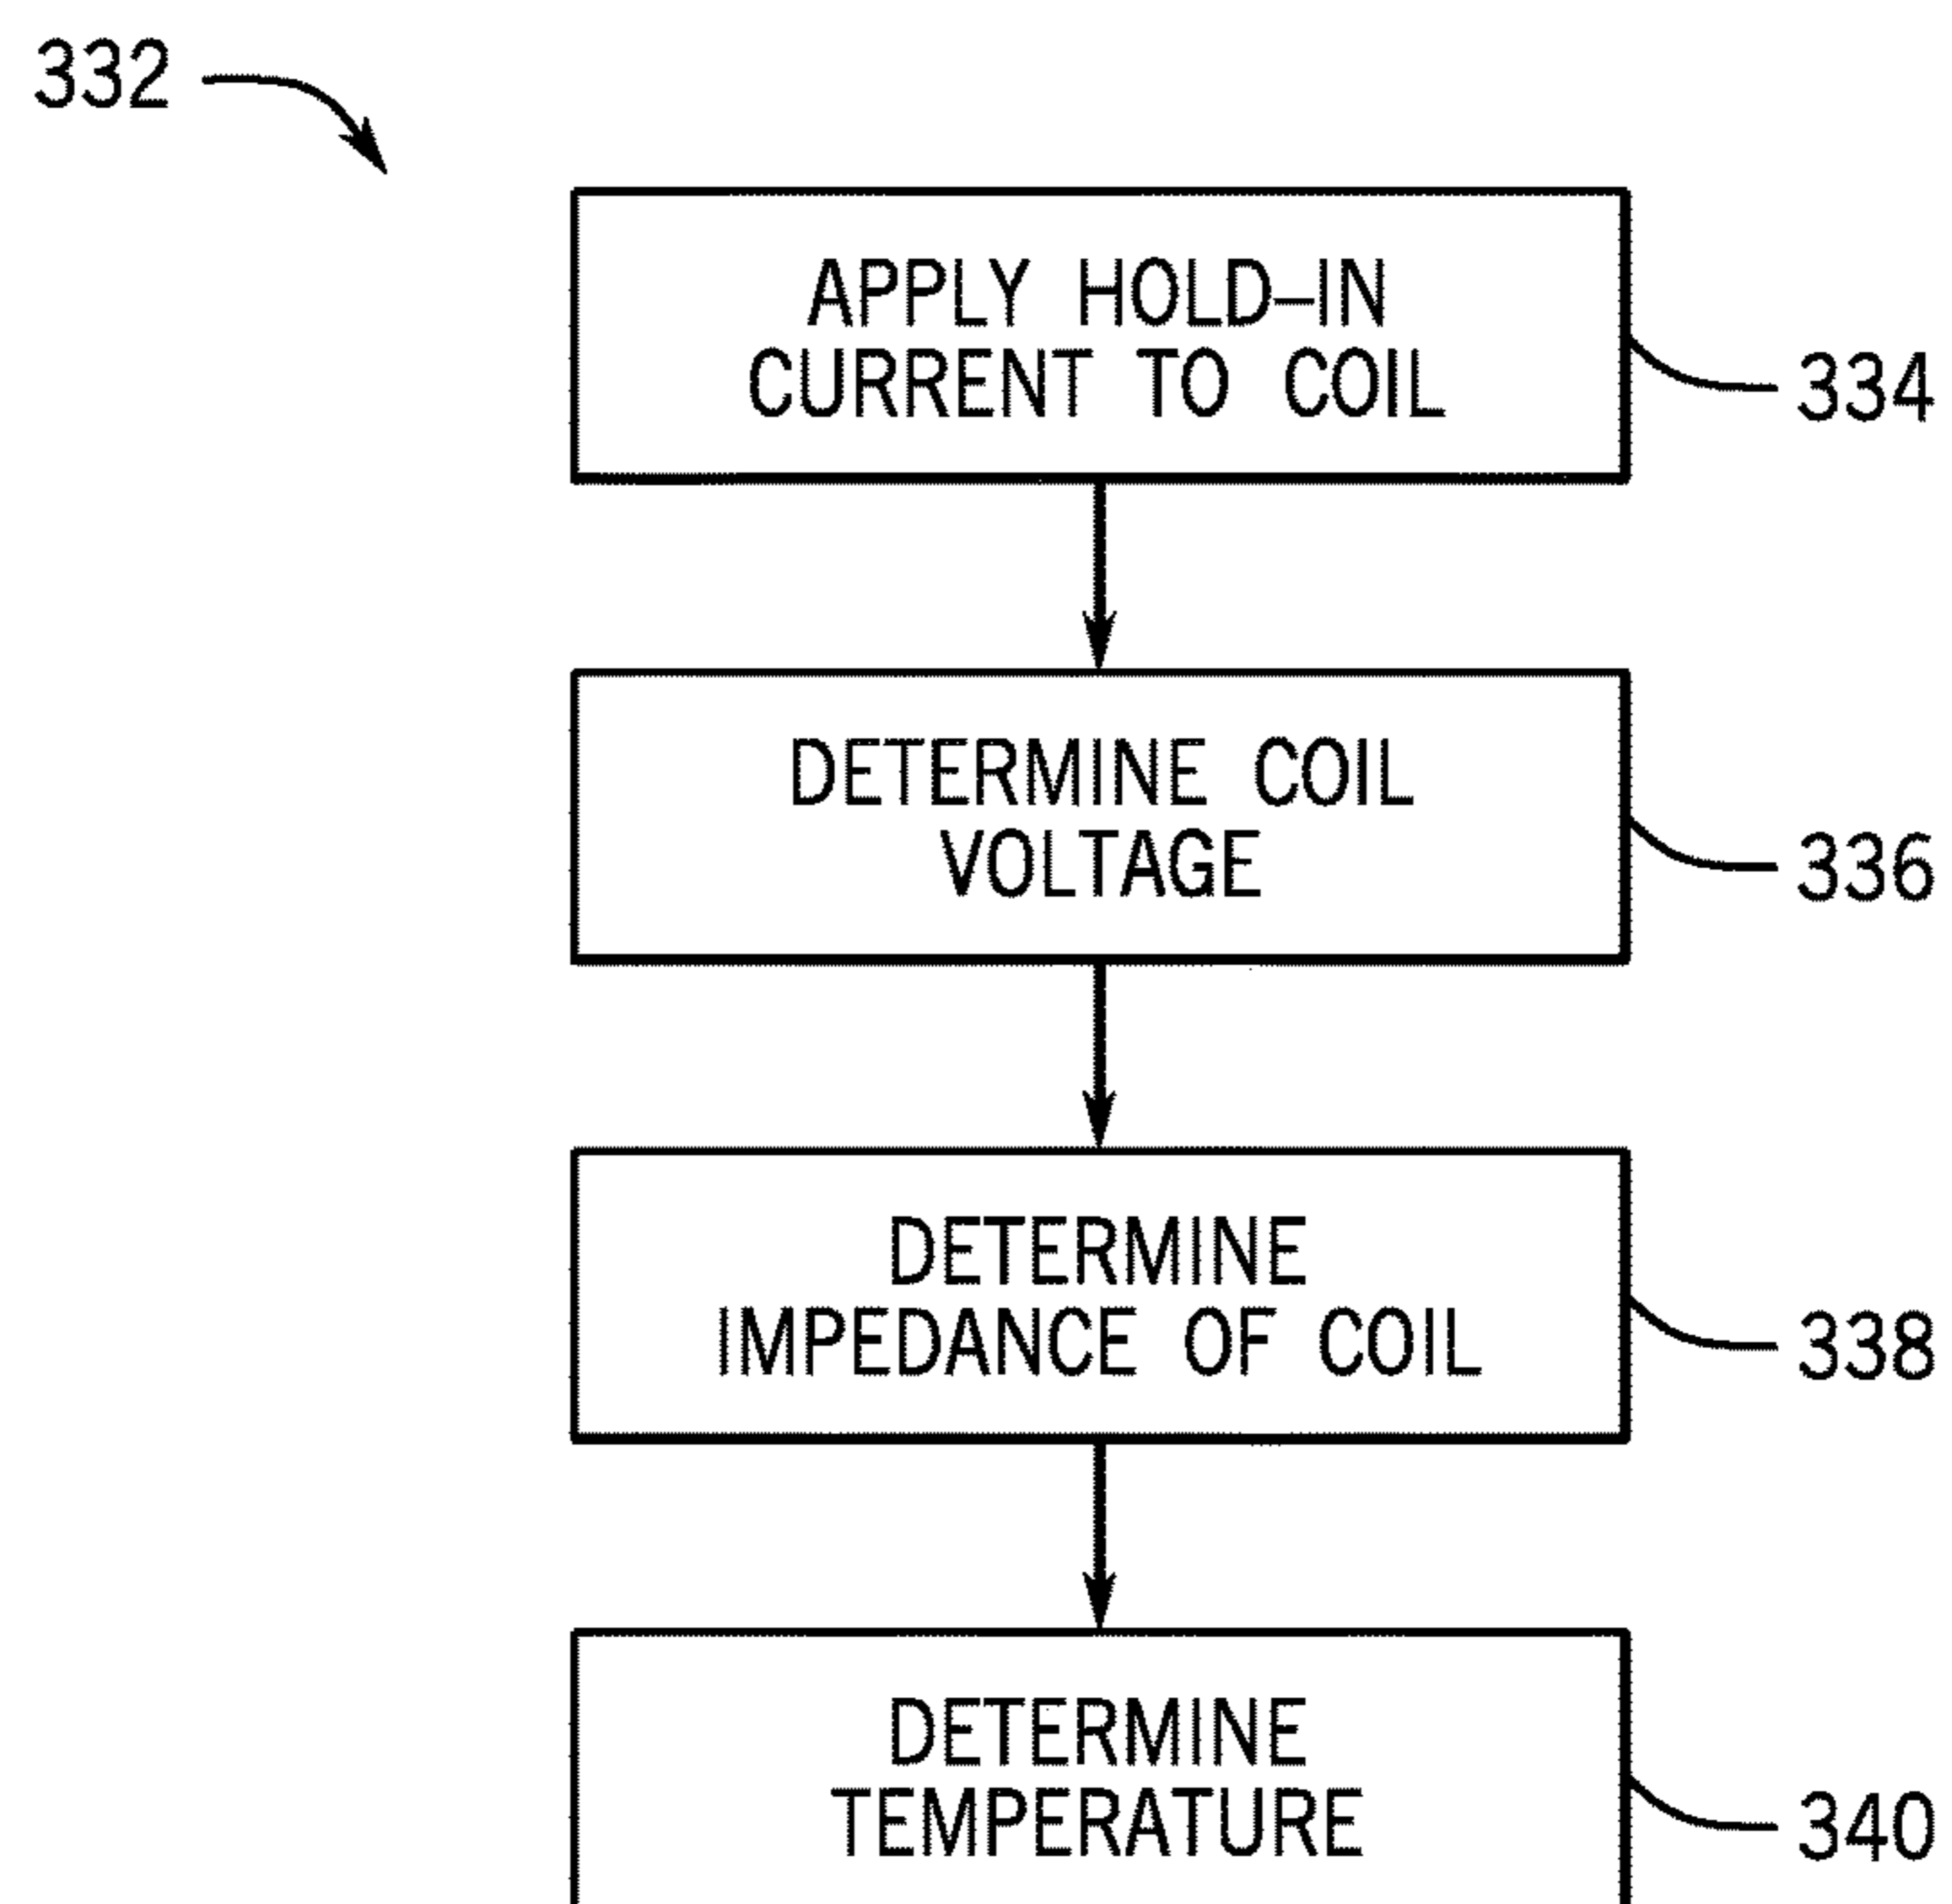 332
APPLY HOLD–IN
CURRENT TO COIL
334
DETERMINE COIL
VOLTAGE
336
DETERMINE
IMPEDANCE OF COIL
338
DETERMINE
TEMPERATURE
340